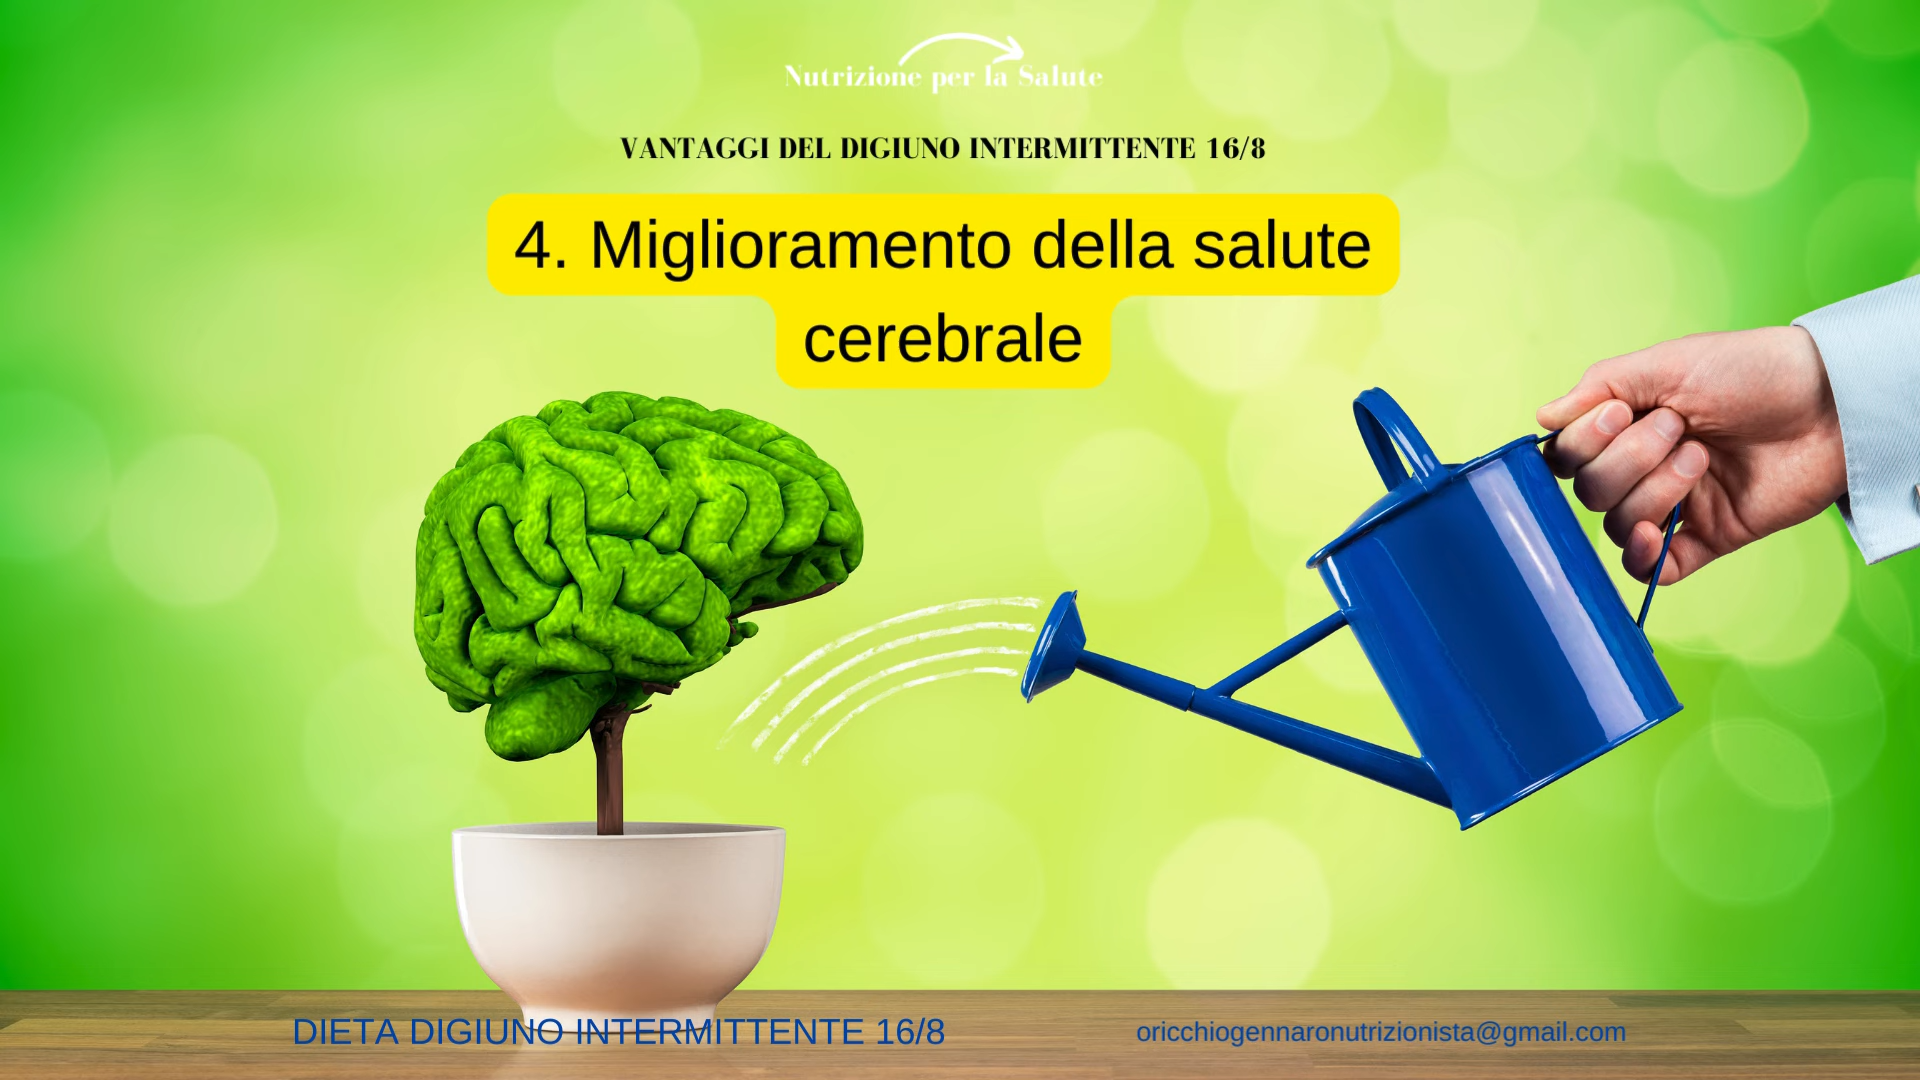 Nutrizione per la Salute
VANTAGGI DEL DIGIUNO INTERMITTENTE 16/8
4. Miglioramento della salute
cerebrale
DIETA DIGIUNO INTERMITTENTE 16/8
oricchiogennaronutrizionista@gmail.com